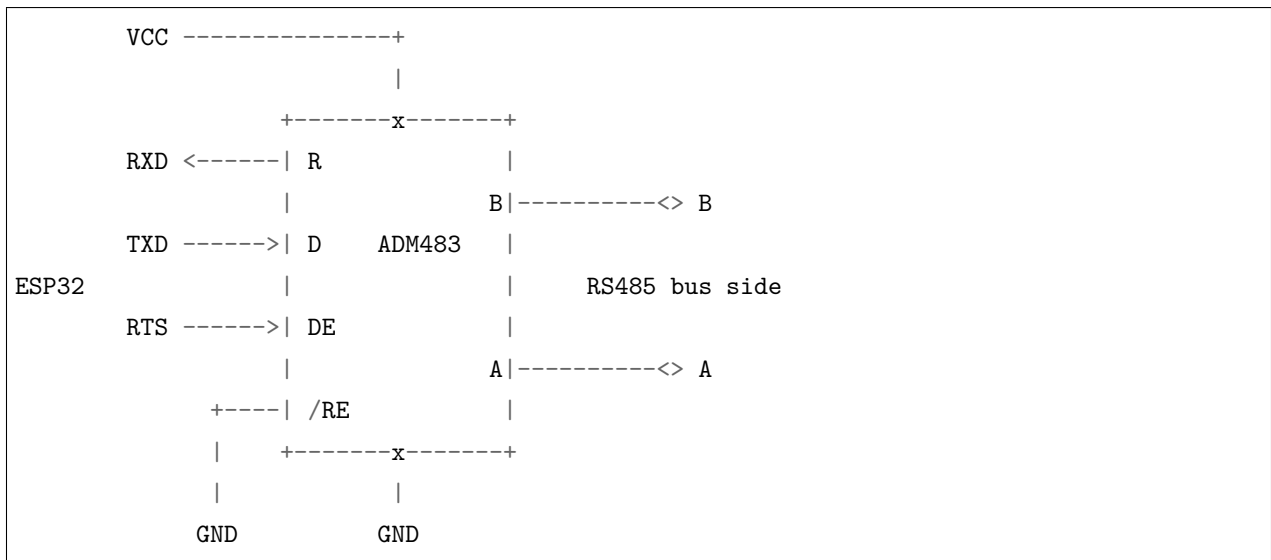 VCC ---------------+
|
+-------x-------+
RXD <------| R |
| B|----------<> B
TXD ------>| D ADM483 |
ESP32 | | RS485 bus side
RTS ------>| DE |
| A|----------<> A
+----| /RE |
| +-------x-------+
| |
GND GND